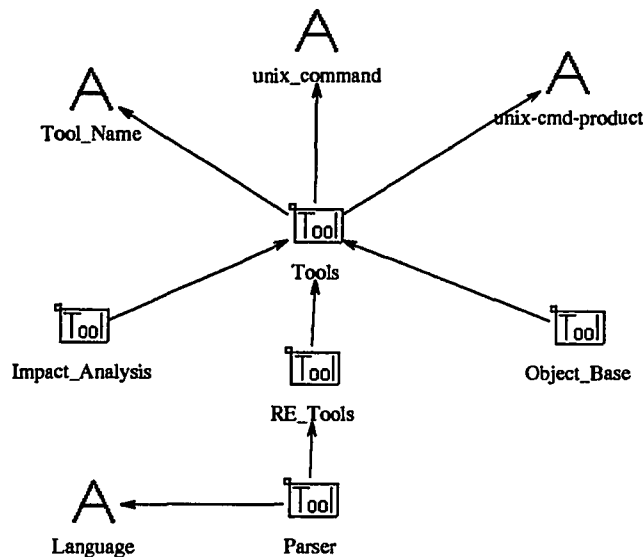 A
unix_command
A
Tool_Name
A
unix-cmd-product
Tool
Tools
Tool
Impact_Analysis
Tool
RE_Tools
Tool
Object_Base
A
Language
Tool
Parser